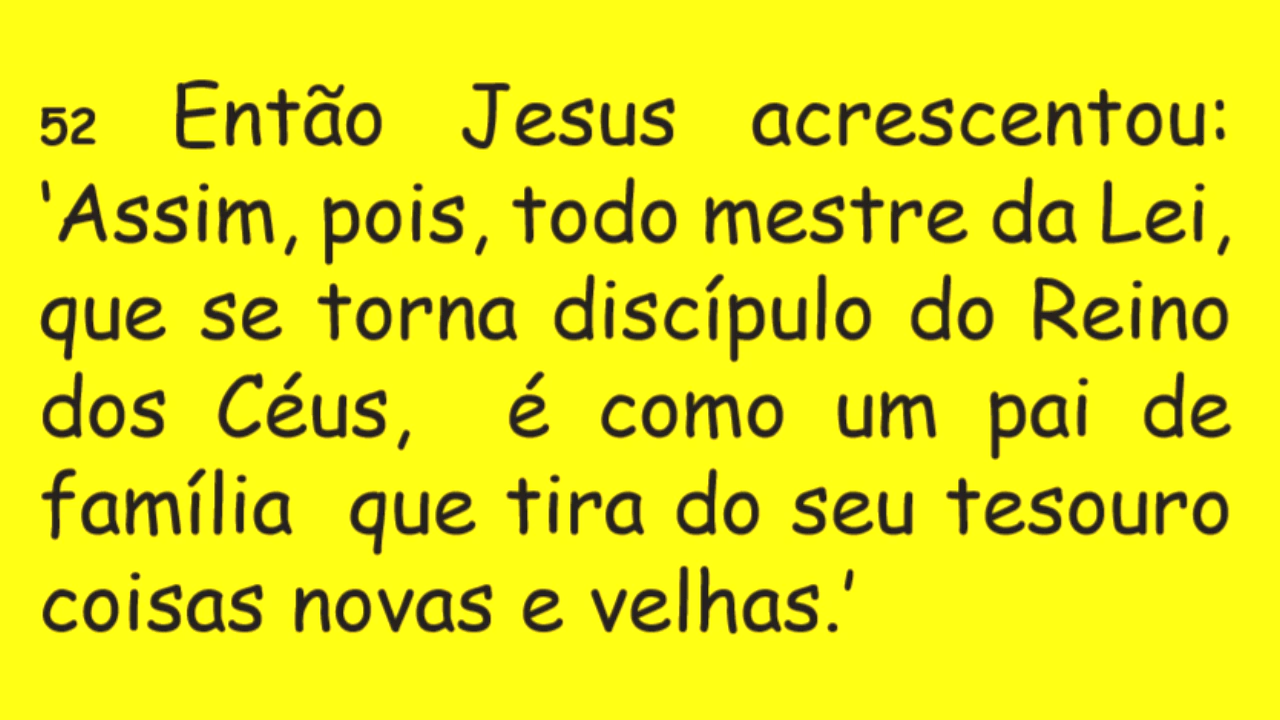 52 Então Jesus acrescentou:
'Assim, pois, todo mestre da Lei,
que se torna discípulo do Reino
dos Céus, é como um pai de
família que tira do seu tesouro
coisas novas e velhas.'